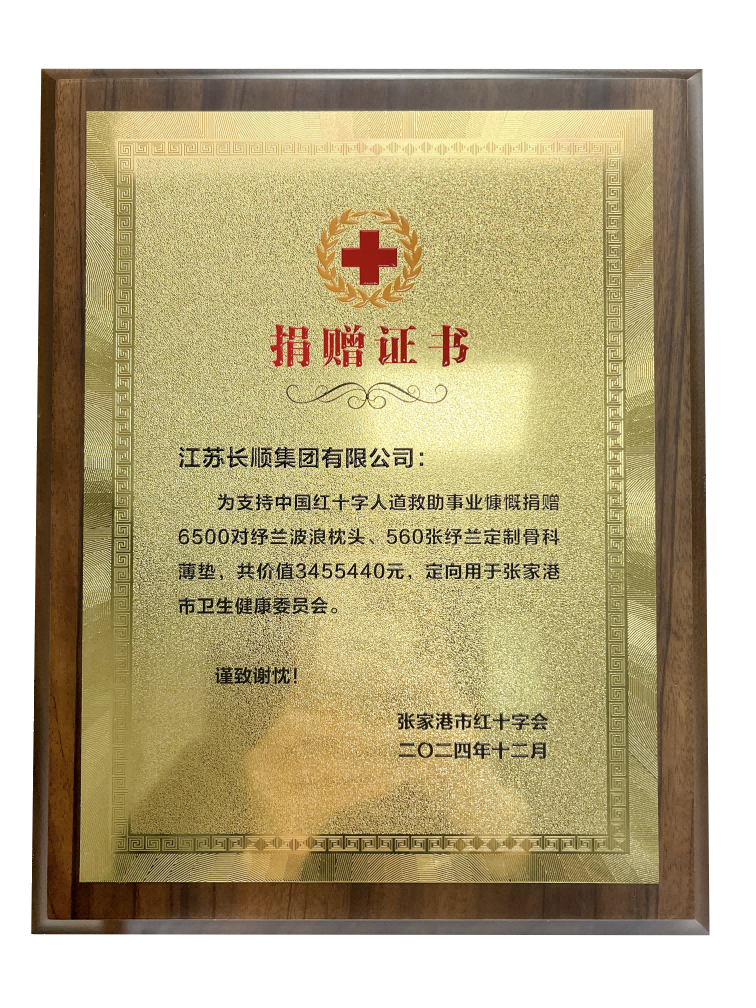 捐赠证书
江苏长顺集团有限公司：
为支持中国红十字人道救助事业慷慨捐赠
6500对纾兰波浪枕头、560张纾兰定制骨科
薄垫，共价值3455440元，定向用于张家港
市卫生健康委员会。
谨致谢忱！
张家港市红十字会
二〇二四年十二月